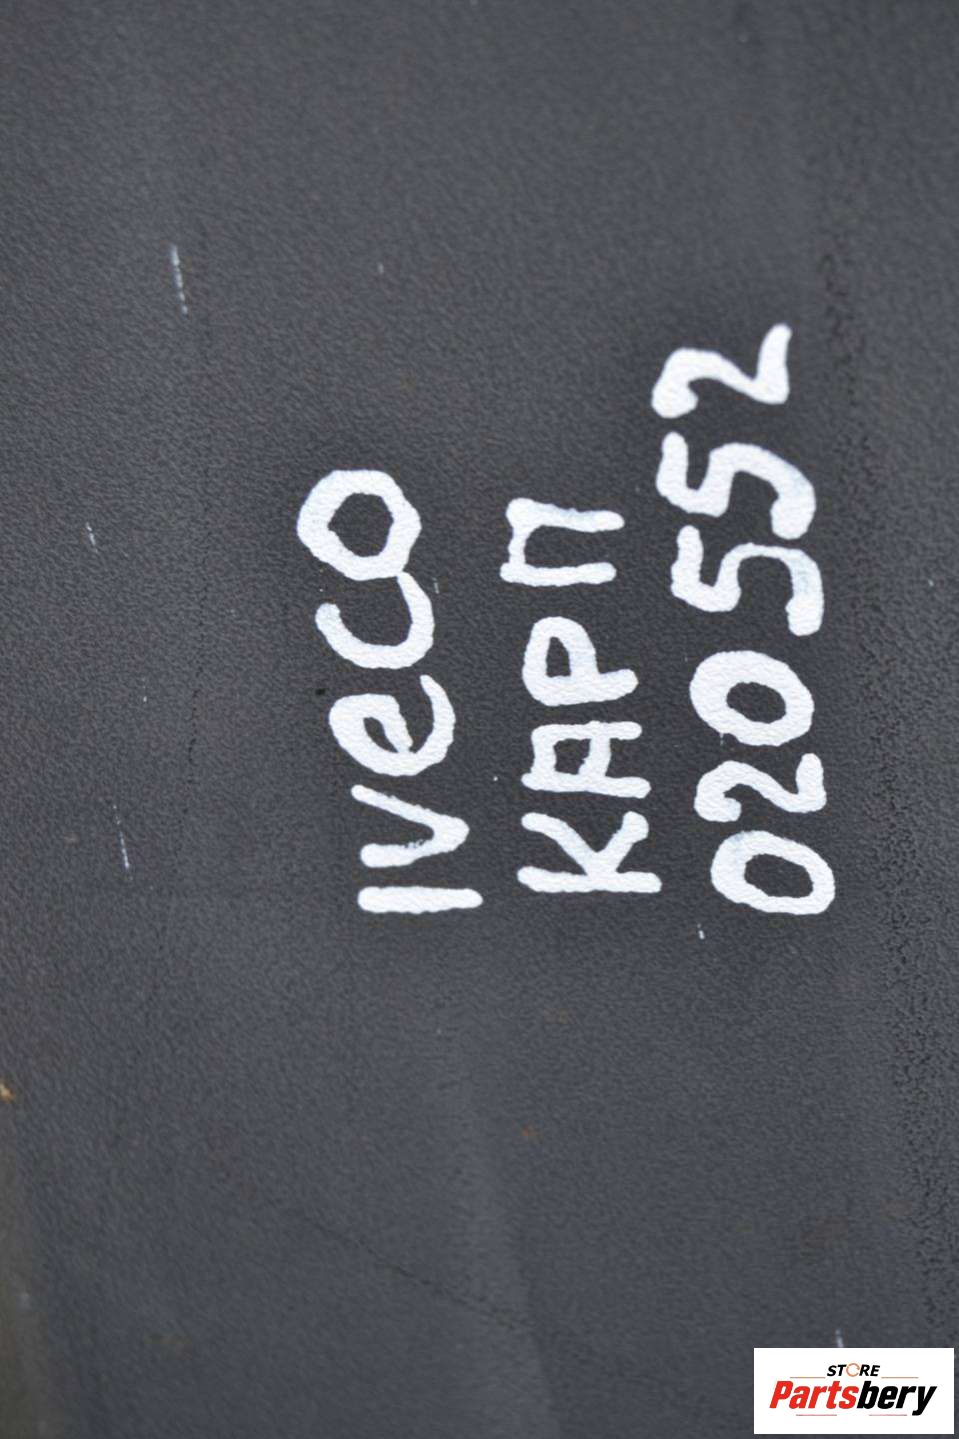 IVeCO
КАРП
020552
STORE
Partsbery